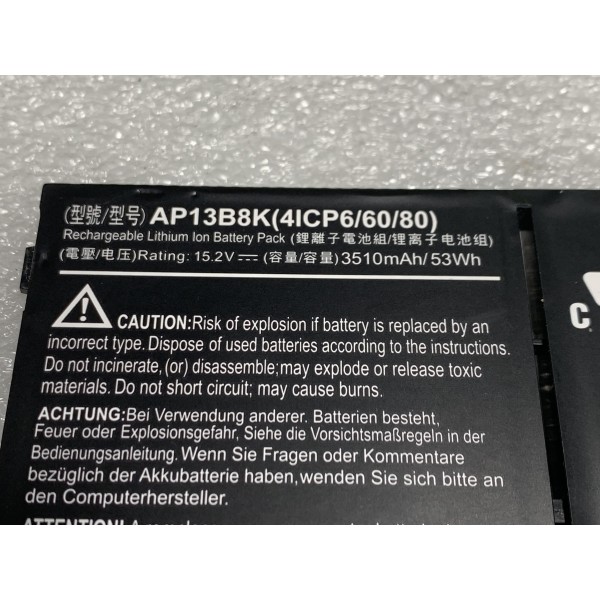 (型號/型号) AP13B8K(4ICP6/60/80)
Rechargeable Lithium Ion Battery Pack (鋰離子電池組/锂离子电池组)
(電壓/电压)Rating: 15.2V⎓ (容量/容量)3510mAh/53Wh
CAUTION:Risk of explosion if battery is replaced by an
incorrect type. Dispose of used batteries according to the instructions.
Do not incinerate, (or) disassemble; may explode or release toxic
materials. Do not short circuit; may cause burns.
ACHTUNG:Bei Verwendung anderer. Batterien besteht,
Feuer oder Explosionsgefahr, Siehe die Vorsichtsmaßregeln in der
Bedienungsanleitung. Wenn Sie Fragen oder Kommentare
bezüglich der Akkubatterie haben, wenden Sie sich bitte an
den Computerhersteller.
ATTENTION!
C